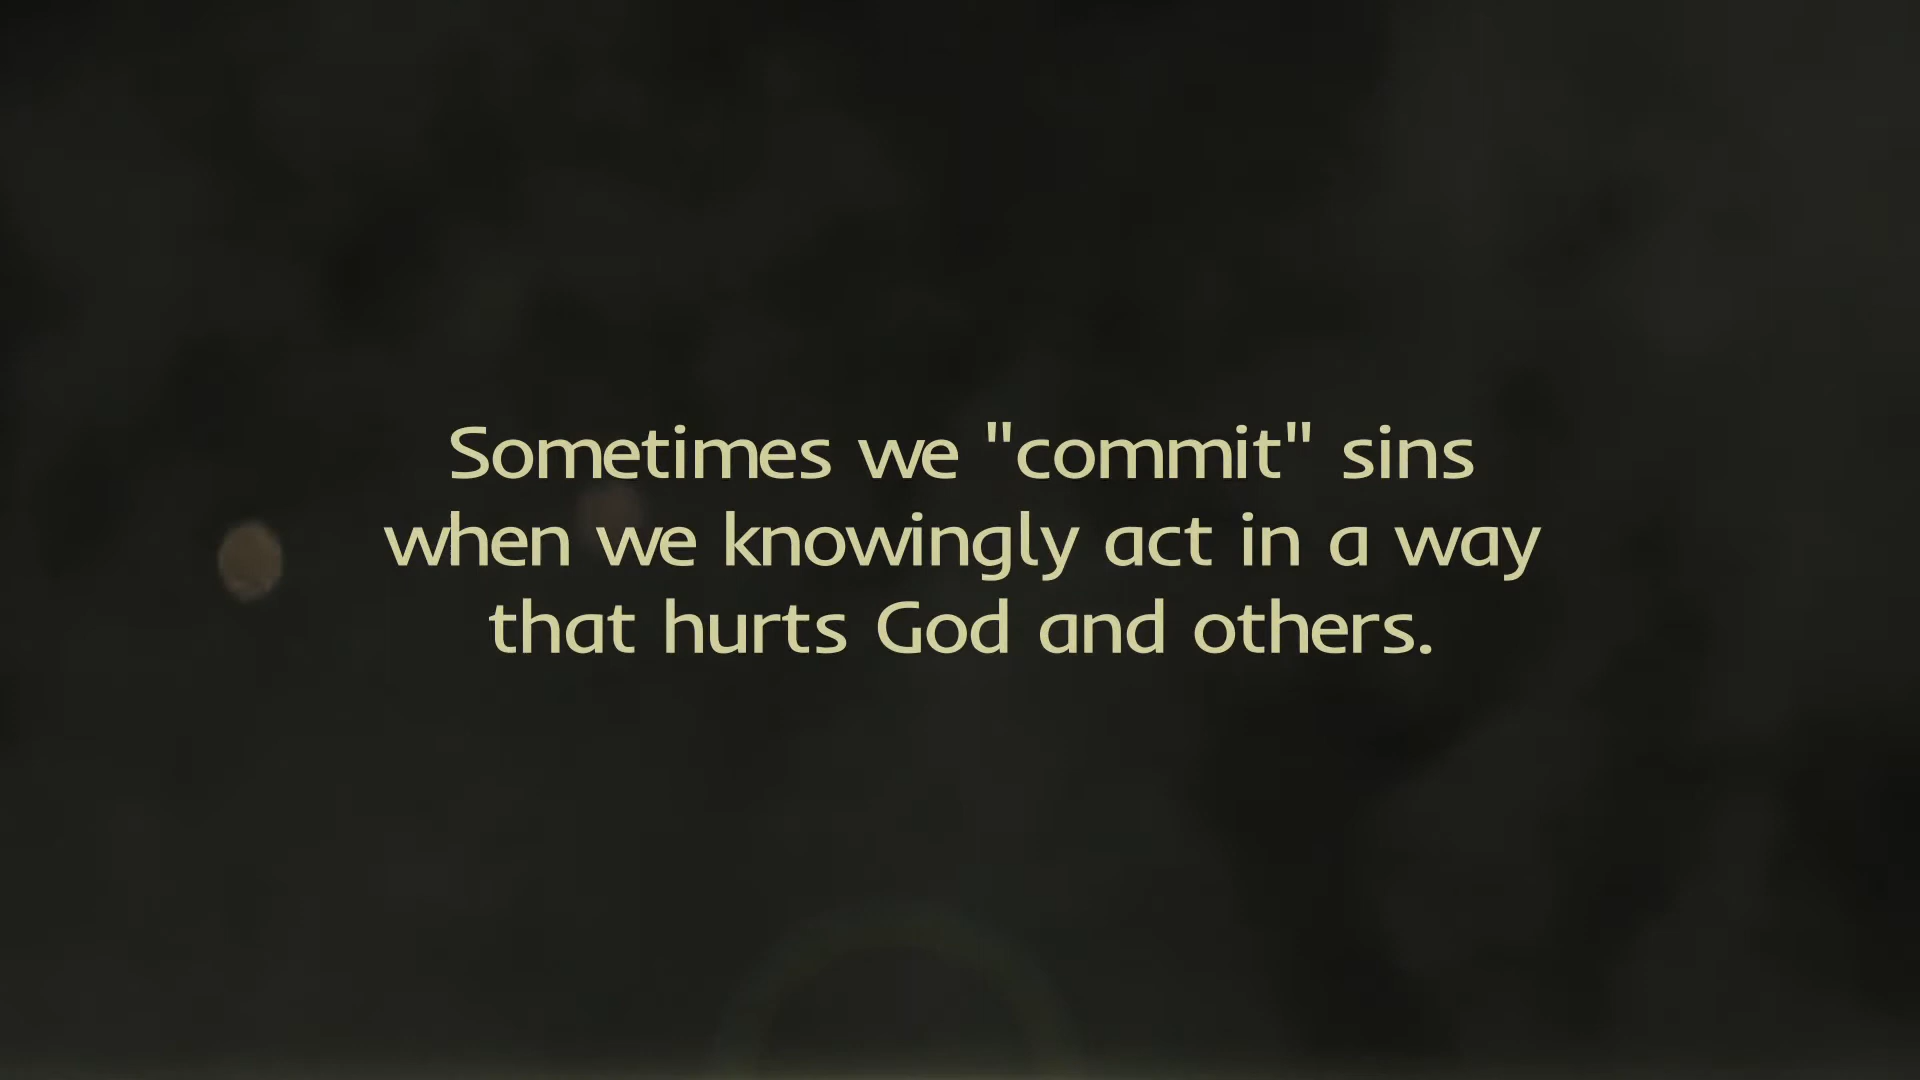 Sometimes we "commit" sins
when we knowingly act in a way
that hurts God and others.